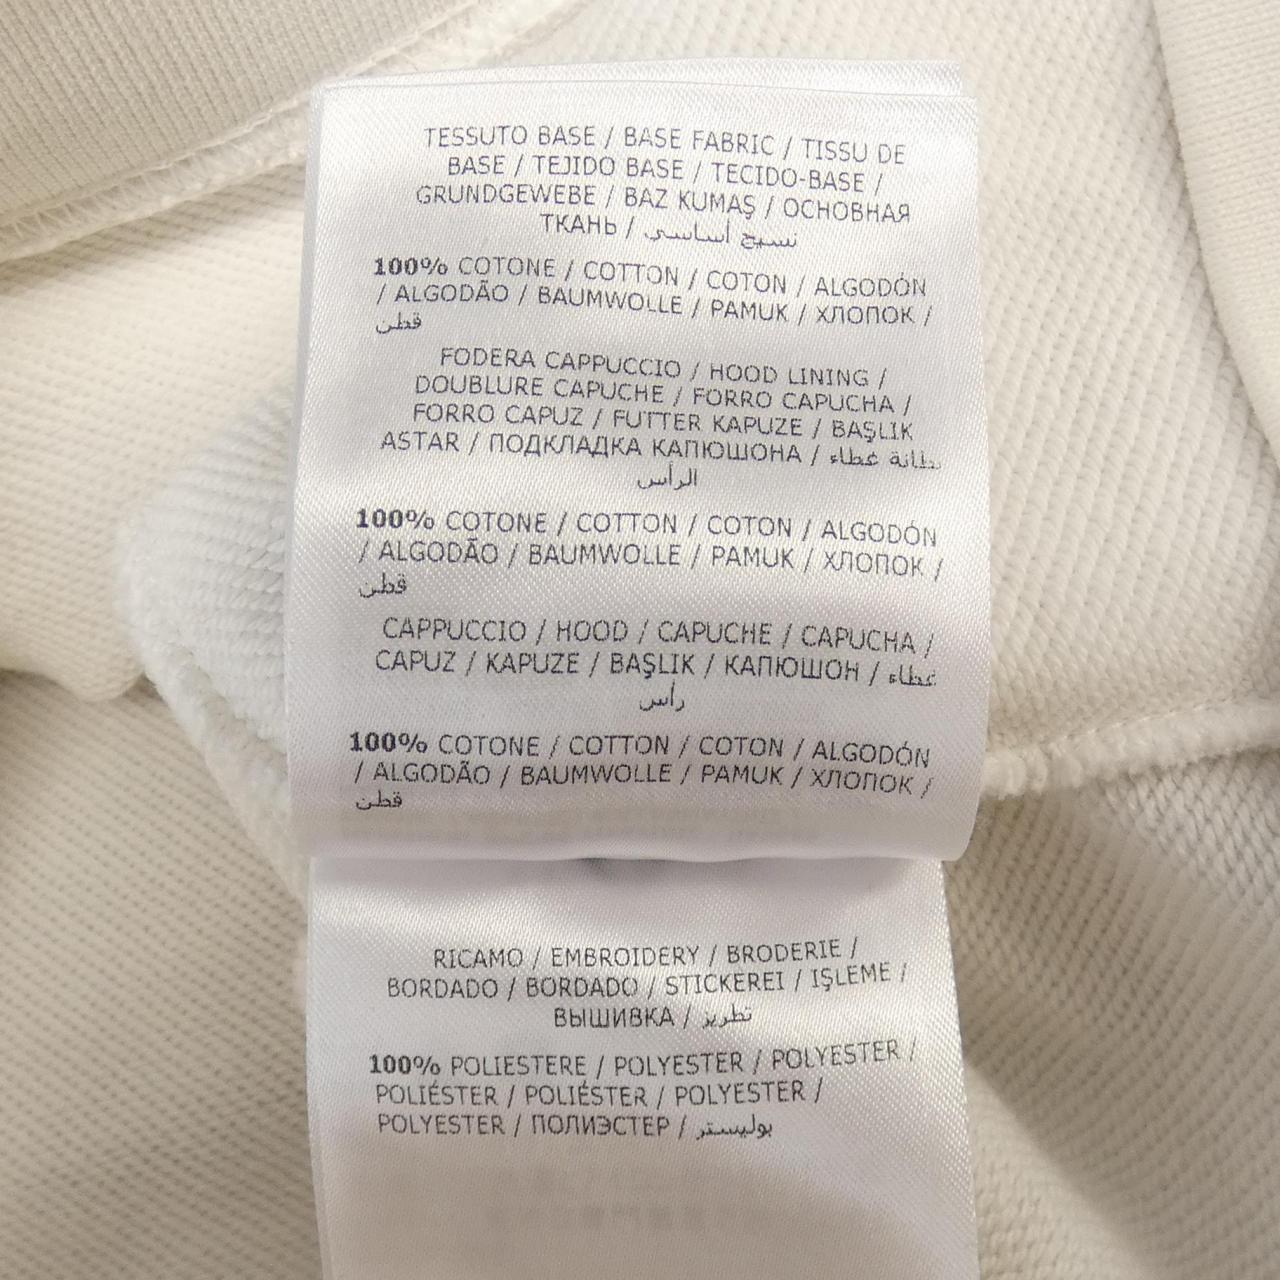 TESSUTO BASE / BASE FABRIC / TISSU DE
BASE / TEJIDO BASE / TECIDO-BASE /
GRUNDGEWEBE / BAZ KUMAŞ / ОСНОВНАЯ
ТКАНЬ / نسيج أساسي
100% COTONE / COTTON / COTON / ALGODÓN
/ ALGODÃO / BAUMWOLLE / PAMUK / ХЛОПОК /
قطن
FODERA CAPPUCCIO / HOOD LINING /
DOUBLURE CAPUCHE / FORRO CAPUCHA /
FORRO CAPUZ / FUTTER KAPUZE / BAŞLIK
ASTAR / ПОДКЛАДКА КАПЮШОНА / بطانة غطاء
الرأس
100% COTONE / COTTON / COTON / ALGODÓN
/ ALGODÃO / BAUMWOLLE / PAMUK / ХЛОПОК /
قطن
CAPPUCCIO / HOOD / CAPUCHE / CAPUCHA /
CAPUZ / KAPUZE / BAŞLIK / КАПЮШОН / غطاء
رأس
100% COTONE / COTTON / COTON / ALGODÓN
/ ALGODÃO / BAUMWOLLE / PAMUK / ХЛОПОК /
قطن
RICAMO / EMBROIDERY / BRODERIE /
BORDADO / BORDADO / STICKEREI / IŞLEME /
ВЫШИВКА / تطريز
100% POLIESTERE / POLYESTER / POLYESTER /
POLIÉSTER / POLIÉSTER / POLYESTER /
POLYESTER / ПОЛИЭСТЕР / بوليستر